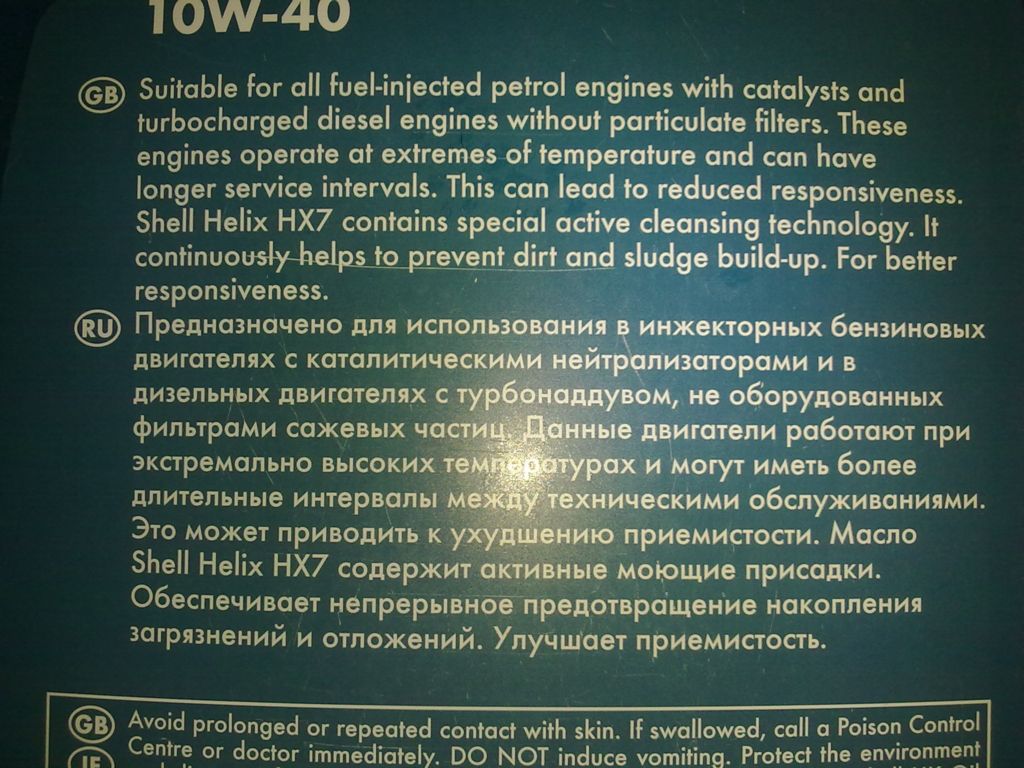 10W-40
GB Suitable for all fuel-injected petrol engines with catalysts and
turbocharged diesel engines without particulate filters. These
engines operate at extremes of temperature and can have
longer service intervals. This can lead to reduced responsiveness.
Shell Helix HX7 contains special active cleansing technology. It
continuously helps to prevent dirt and sludge build-up. For better
responsiveness.
RU Предназначено для использования в инжекторных бензиновых
двигателях с каталитическими нейтрализаторами и в
дизельных двигателях с турбонаддувом, не оборудованных
фильтрами сажевых частиц. Данные двигатели работают при
экстремально высоких температурах и могут иметь более
длительные интервалы между техническими обслуживаниями.
Это может приводить к ухудшению приемистости. Масло
Shell Helix HX7 содержит активные моющие присадки.
Обеспечивает непрерывное предотвращение накопления
загрязнений и отложений. Улучшает приемистость.
GB Avoid prolonged or repeated contact with skin. If swallowed, call a Poison Control
IE Centre or doctor immediately. DO NOT induce vomiting. Protect the environment